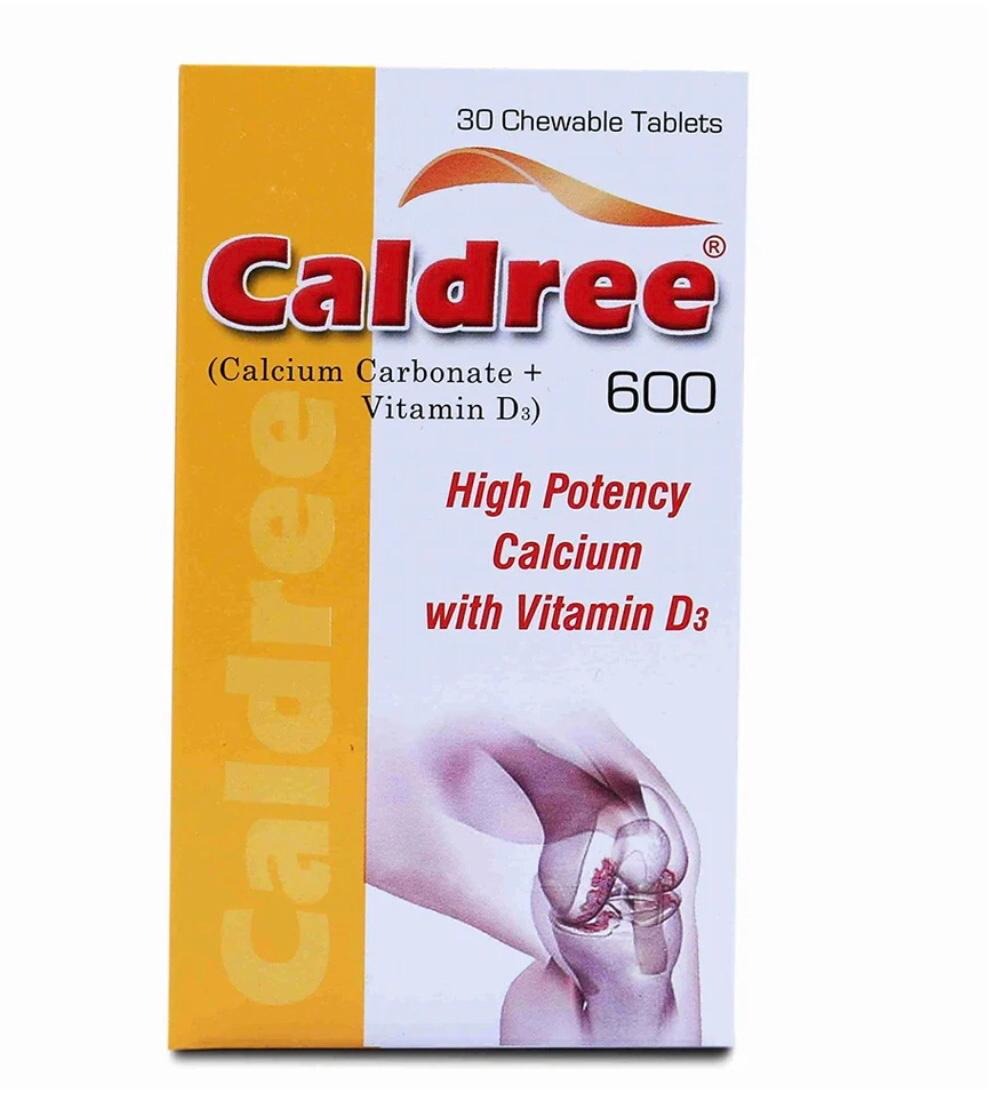 30 Chewable Tablets
Caldree®
(Calcium Carbonate +
Vitamin D3)
600
High Potency
Calcium
with Vitamin D3
Caldree